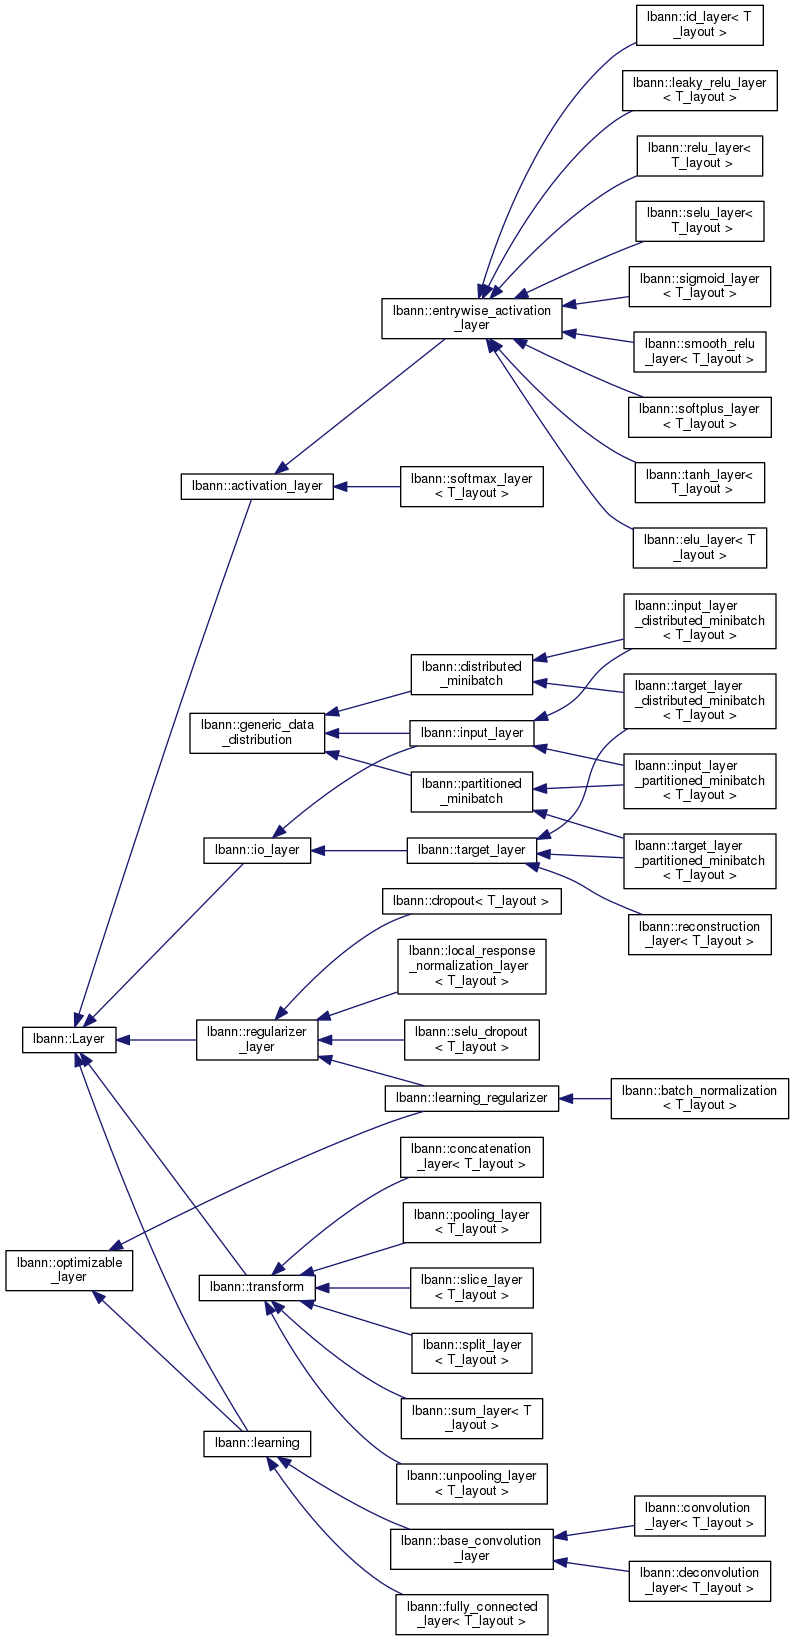 lbann::id_layer< T
_layout >
lbann::leaky_relu_layer
< T_layout >
lbann::relu_layer<
T_layout >
lbann::selu_layer<
T_layout >
lbann::sigmoid_layer
< T_layout >
lbann::entrywise_activation
_layer
lbann::smooth_relu
_layer< T_layout >
lbann::softplus_layer
< T_layout >
lbann::tanh_layer<
T_layout >
lbann::activation_layer
lbann::softmax_layer
< T_layout >
lbann::elu_layer< T
_layout >
lbann::input_layer
_distributed_minibatch
< T_layout >
lbann::distributed
_minibatch
lbann::target_layer
_distributed_minibatch
< T_layout >
lbann::generic_data
_distribution
lbann::input_layer
lbann::input_layer
_partitioned_minibatch
< T_layout >
lbann::partitioned
_minibatch
lbann::io_layer
lbann::target_layer
lbann::target_layer
_partitioned_minibatch
< T_layout >
lbann::dropout< T_layout >
lbann::reconstruction
_layer< T_layout >
lbann::local_response
_normalization_layer
< T_layout >
lbann::Layer
lbann::regularizer
_layer
lbann::selu_dropout
< T_layout >
lbann::learning_regularizer
lbann::batch_normalization
< T_layout >
lbann::concatenation
_layer< T_layout >
lbann::pooling_layer
< T_layout >
lbann::optimizable
_layer
lbann::transform
lbann::slice_layer
< T_layout >
lbann::split_layer
< T_layout >
lbann::sum_layer< T
_layout >
lbann::learning
lbann::unpooling_layer
< T_layout >
lbann::convolution
_layer< T_layout >
lbann::base_convolution
_layer
lbann::deconvolution
_layer< T_layout >
lbann::fully_connected
_layer< T_layout >